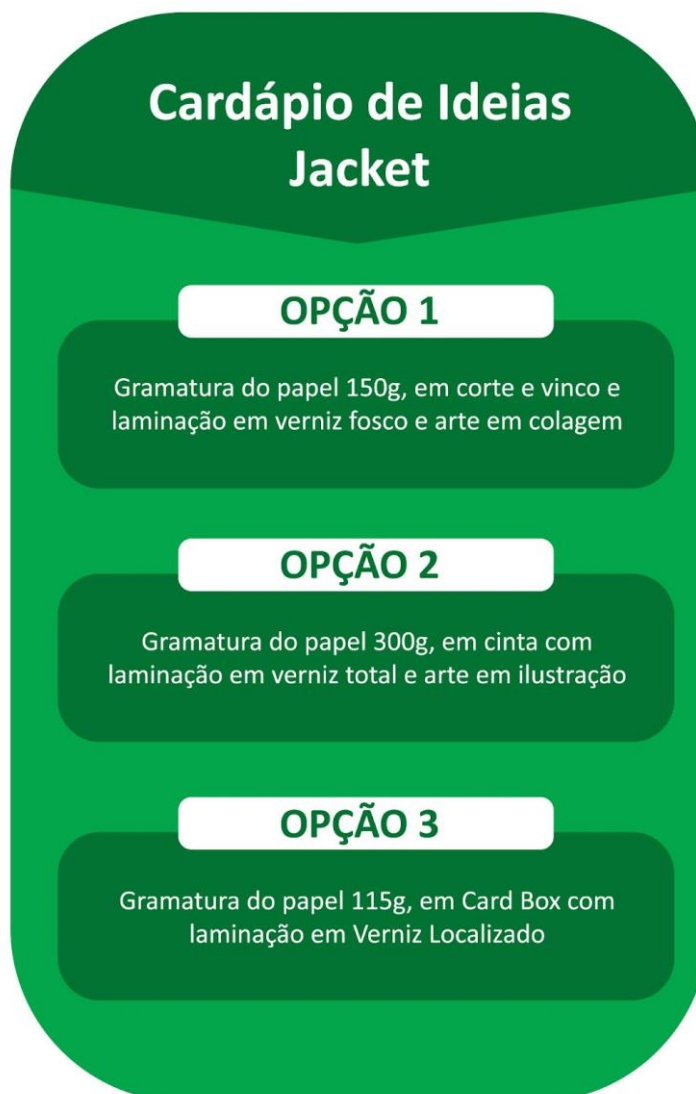 Cardápio de Ideias
Jacket
OPÇÃO 1
Gramatura do papel 150g, em corte e vinco e
laminação em verniz fosco e arte em colagem
OPÇÃO 2
Gramatura do papel 300g, em cinta com
laminação em verniz total e arte em ilustração
OPÇÃO 3
Gramatura do papel 115g, em Card Box com
laminação em Verniz Localizado